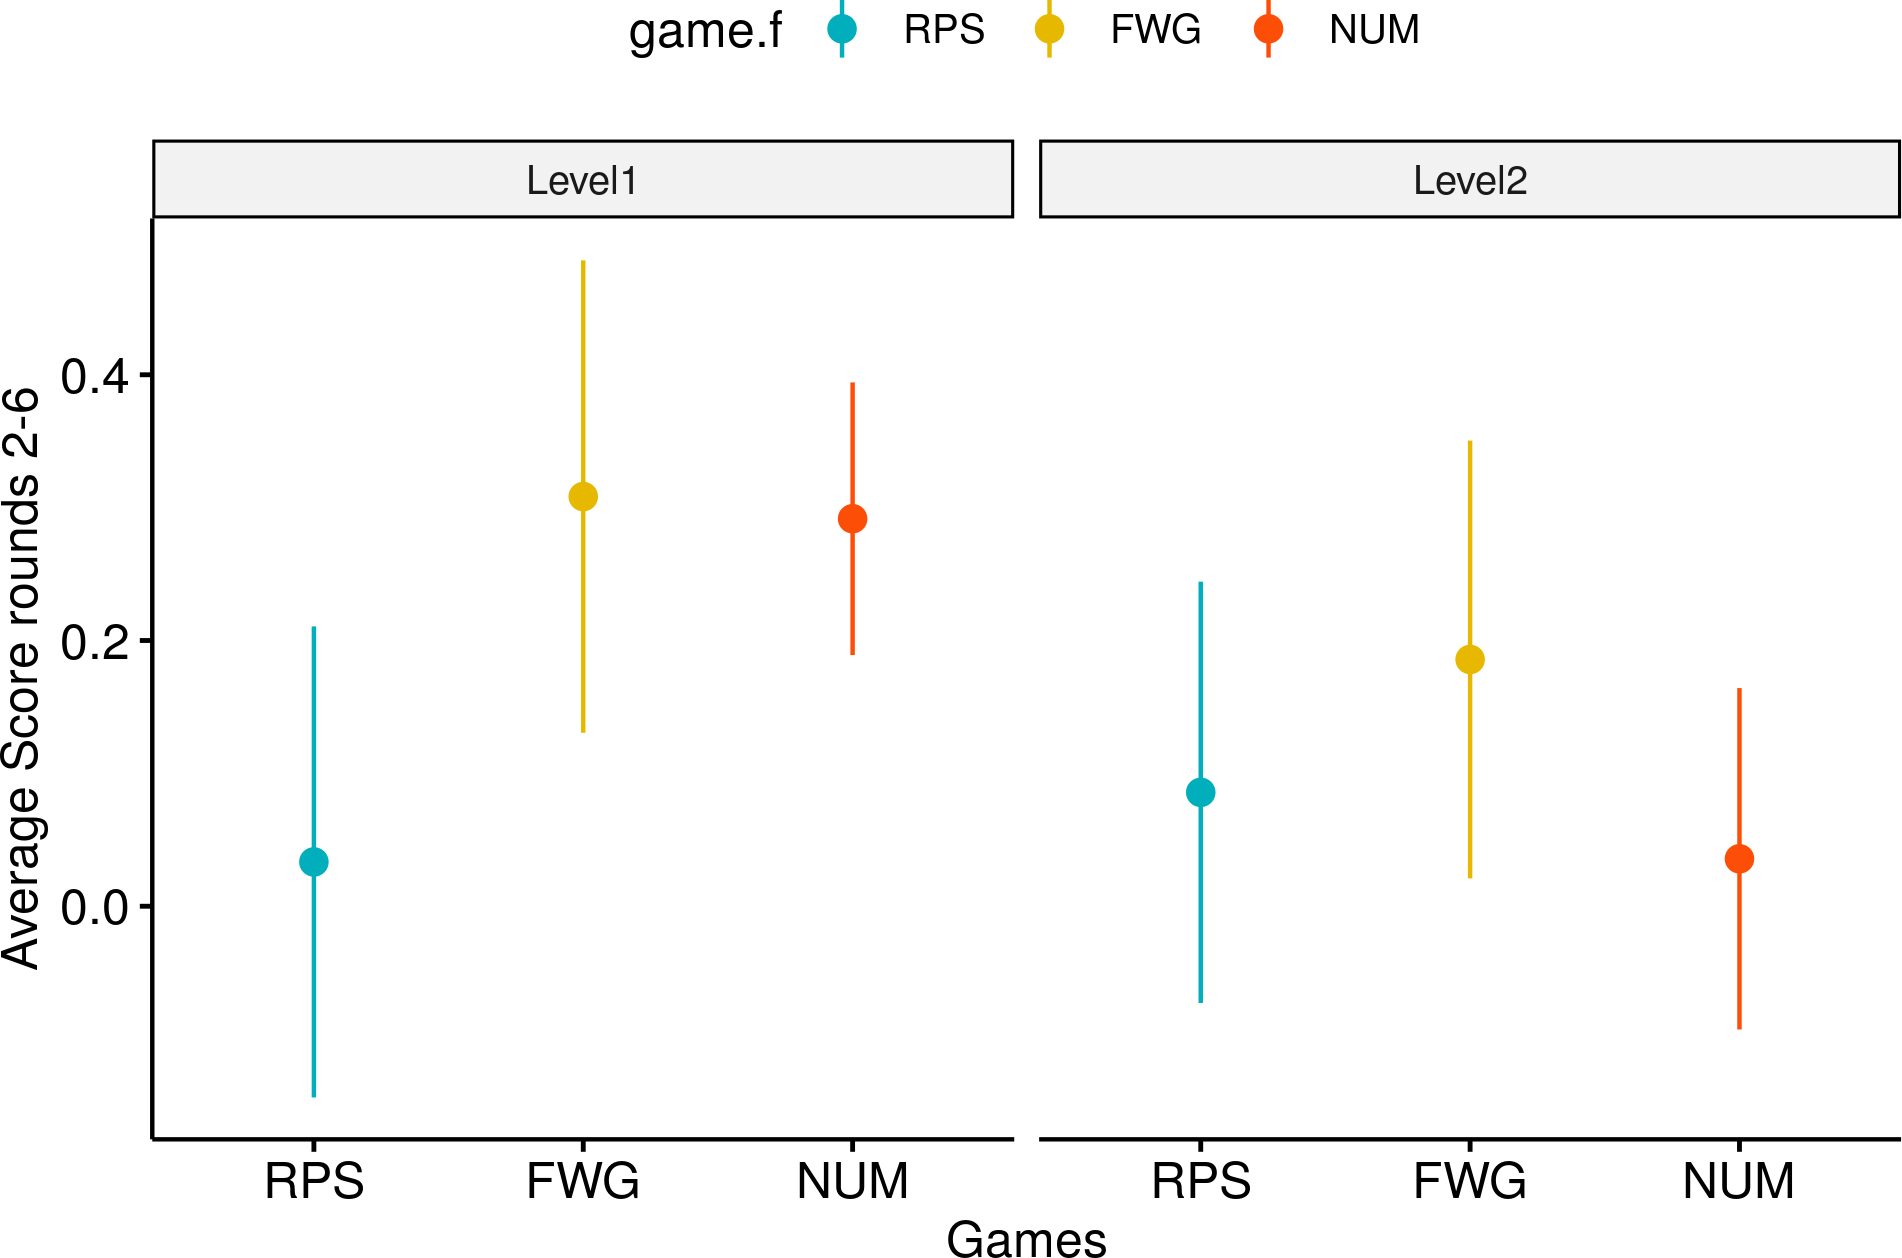 game.f RPS FWG NUM
Level1 Level2
Average Score rounds 2-6
0.4
0.2
0.0
RPS FWG NUM RPS FWG NUM
Games